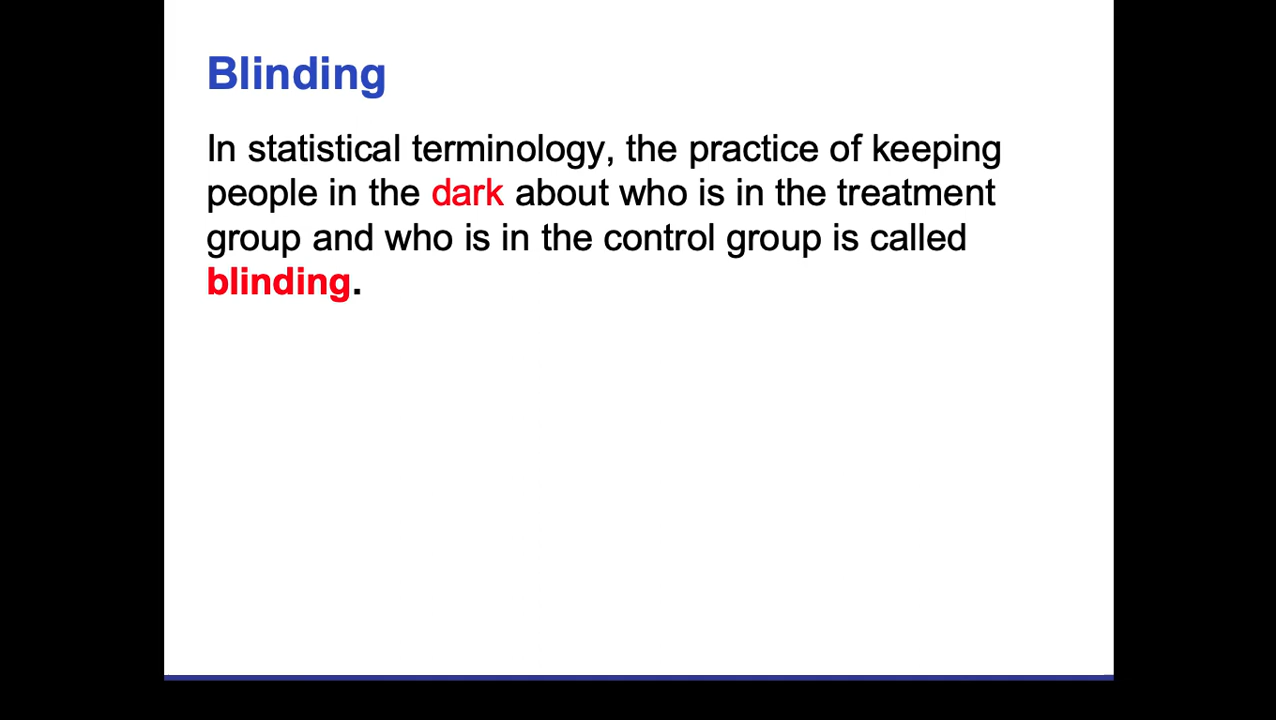 Blinding
In statistical terminology, the practice of keeping
people in the dark about who is in the treatment
group and who is in the control group is called
blinding.